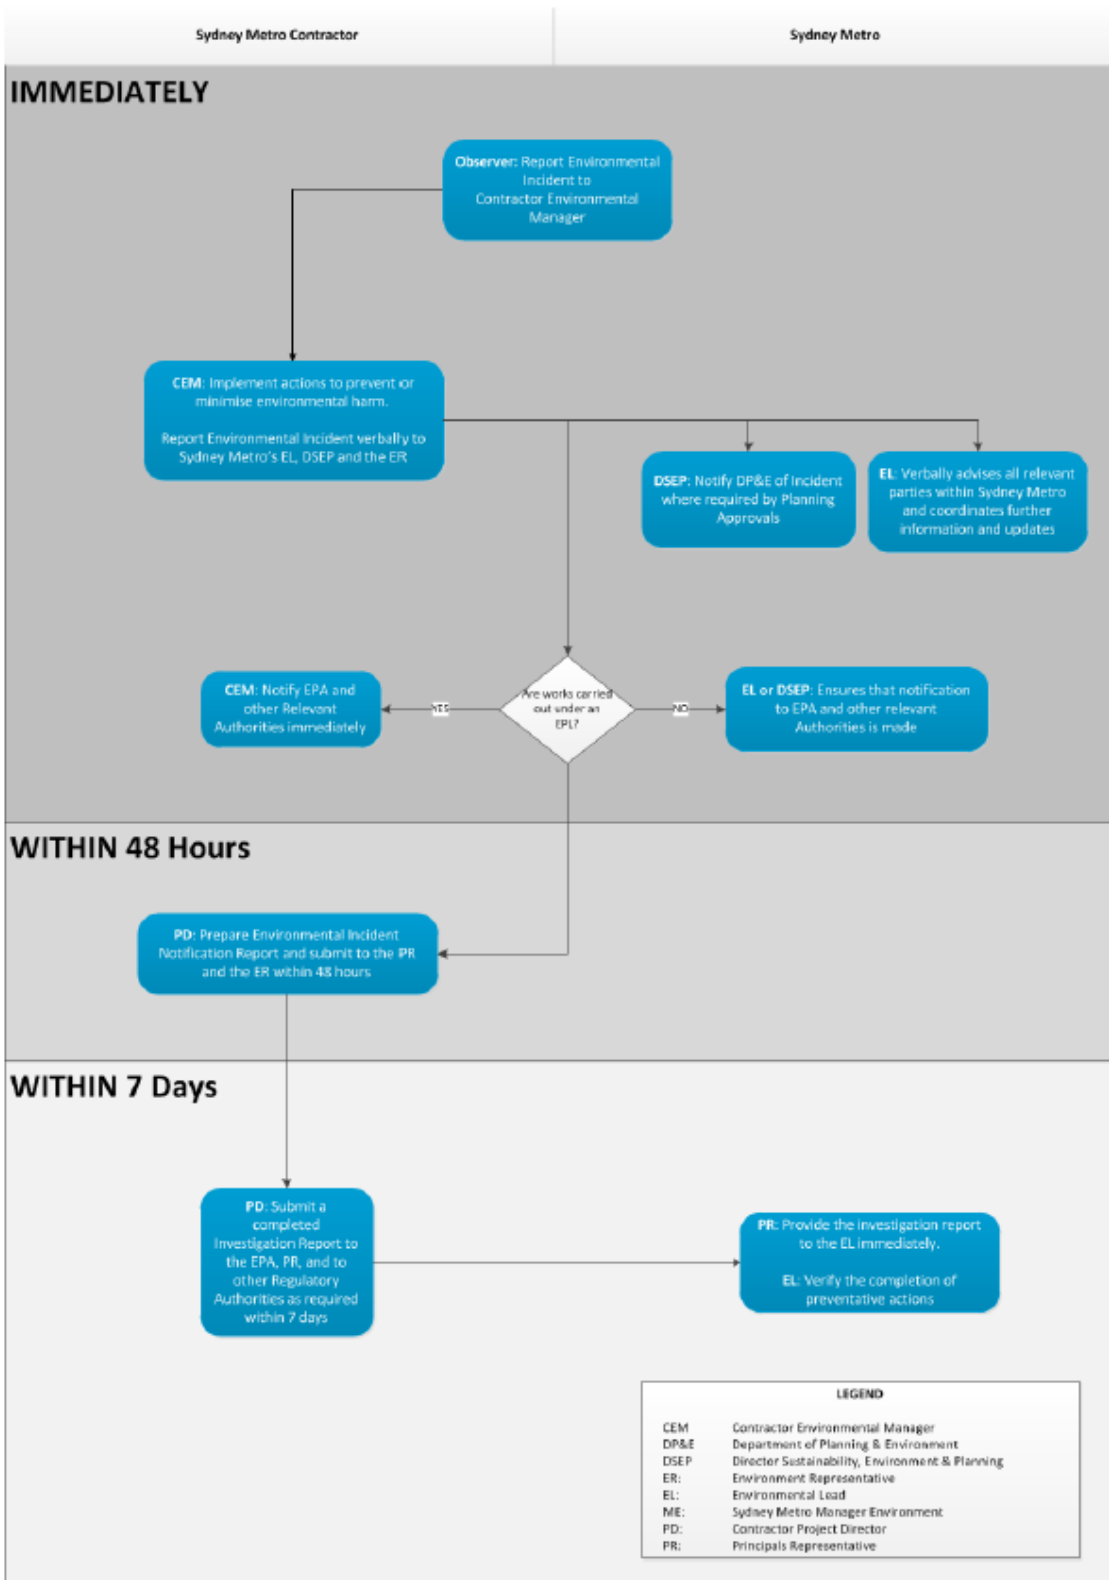 Sydney Metro Contractor
Sydney Metro
IMMEDIATELY
Observer: Report Environmental
Incident to
Contractor Environmental
Manager
CEM: Implement actions to prevent or
minimise environmental harm.
Report Environmental Incident verbally to
Sydney Metro's EL, DSEP and the ER
DSEP: Notify DP&E of Incident
where required by Planning
Approvals
EL: Verbally advises all relevant
parties within Sydney Metro
and coordinates further
information and updates
CEM: Notify EPA and
other Relevant
Authorities immediately
YES
Are works carried
out under an
EPL?
NO
EL or DSEP: Ensures that notification
to EPA and other relevant
Authorities is made
WITHIN 48 Hours
PD: Prepare Environmental Incident
Notification Report and submit to the PR
and the ER within 48 hours
WITHIN 7 Days
PD: Submit a
completed
Investigation Report to
the EPA, PR, and to
other Regulatory
Authorities as required
within 7 days
PR: Provide the investigation report
to the EL immediately.
EL: Verify the completion of
preventative actions
LEGEND
CEM Contractor Environmental Manager
DP&E Department of Planning & Environment
DSEP Director Sustainability, Environment & Planning
ER: Environment Representative
EL: Environmental Lead
ME: Sydney Metro Manager Environment
PD: Contractor Project Director
PR: Principals Representative